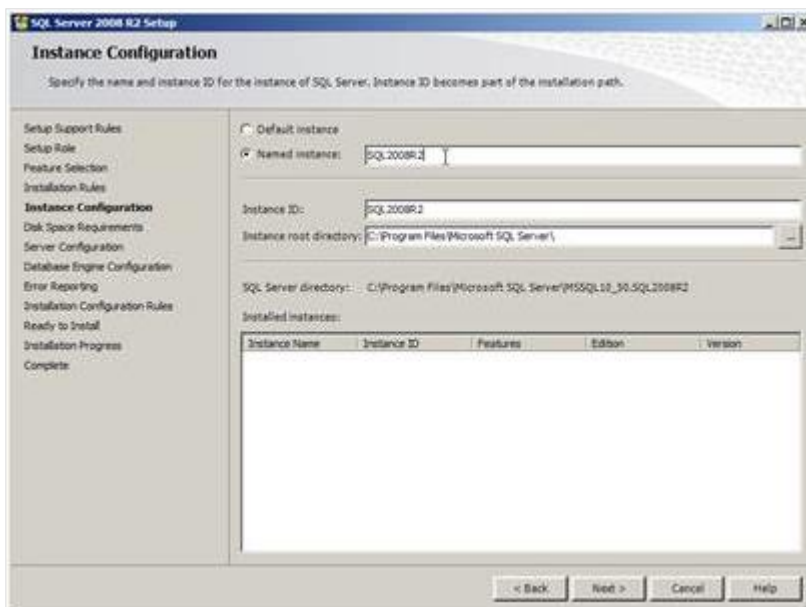 SQL Server 2008 R2 Setup
Instance Configuration
Specify the name and instance ID for the instance of SQL Server. Instance ID becomes part of the installation path.
Setup Support Rules
Setup Role
Feature Selection
Installation Rules
Instance Configuration
Disk Space Requirements
Server Configuration
Database Engine Configuration
Error Reporting
Installation Configuration Rules
Ready to Install
Installation Progress
Complete
Default instance
Named instance: SQL2008R2
Instance ID: SQL2008R2
Instance root directory: C:\Program Files\Microsoft SQL Server\ ...
SQL Server directory: C:\Program Files\Microsoft SQL Server\MSSQL10_50.SQL2008R2
Installed instances:
Instance Name Instance ID Features Edition Version
< Back Next > Cancel Help